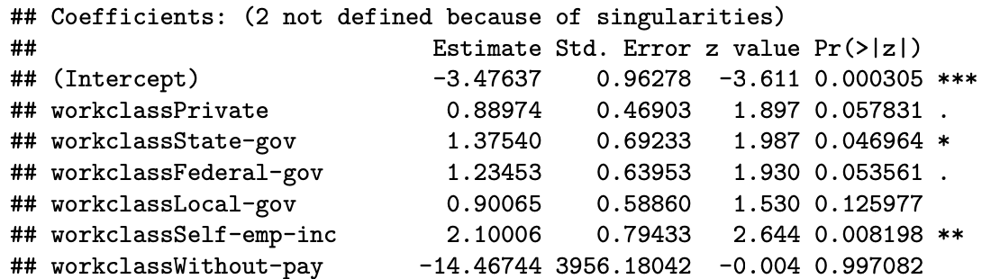 ## Coefficients: (2 not defined because of singularities)
##                            Estimate Std. Error z value Pr(>|z|)
## (Intercept)                -3.47637    0.96278  -3.611 0.000305 ***
## workclassPrivate            0.88974    0.46903   1.897 0.057831 .
## workclassState-gov          1.37540    0.69233   1.987 0.046964 *
## workclassFederal-gov        1.23453    0.63953   1.930 0.053561 .
## workclassLocal-gov          0.90065    0.58860   1.530 0.125977
## workclassSelf-emp-inc       2.10006    0.79433   2.644 0.008198 **
## workclassWithout-pay      -14.46744 3956.18042  -0.004 0.997082